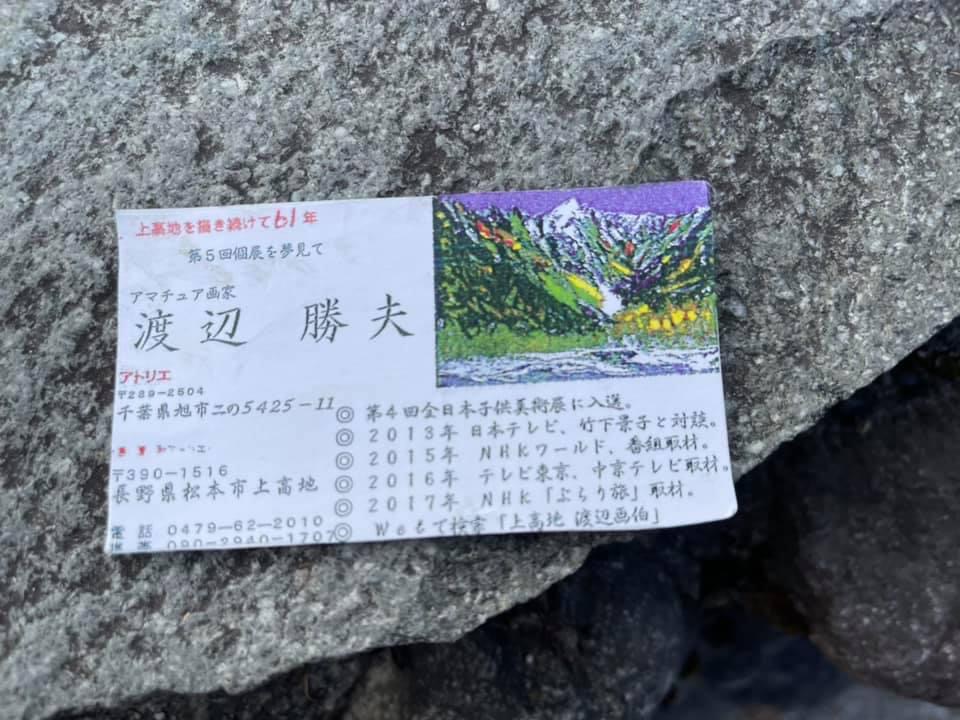 上高地を描き続けて61年
第5回個展を夢見て
アマチュア画家
渡辺 勝夫
アトリエ
〒289-2504
千葉県旭市ニの5425-11
〒390-1516
長野県松本市上高地
電話 0479-62-2010
携帯 090-2940-1707
◎ 第4回全日本子供美術展に入選。
◎ 2013年 日本テレビ、竹下景子と対談。
◎ 2015年 NHKワールド、番組取材。
◎ 2016年 テレビ東京、中京テレビ取材。
◎ 2017年 NHK「ぶらり旅」取材。
◎ Webで検索「上高地 渡辺画伯」